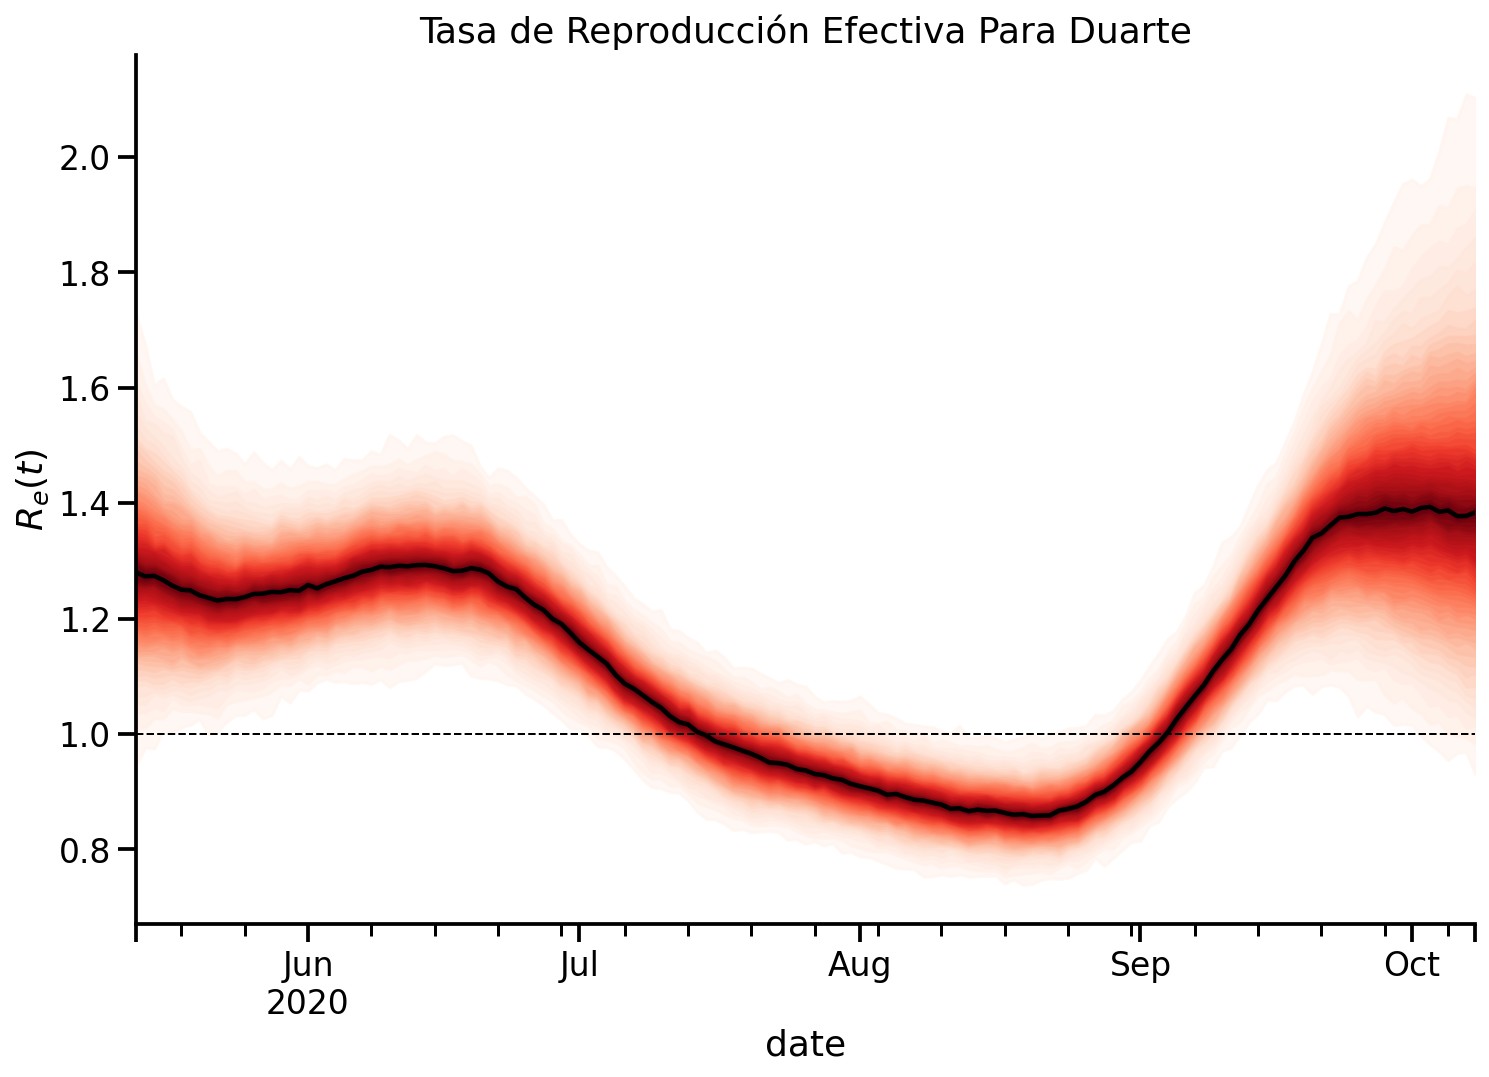 Tasa de Reproducción Efectiva Para Duarte
R_e(t)
2.0
1.8
1.6
1.4
1.2
1.0
0.8
Jun Jul Aug Sep Oct
2020
date